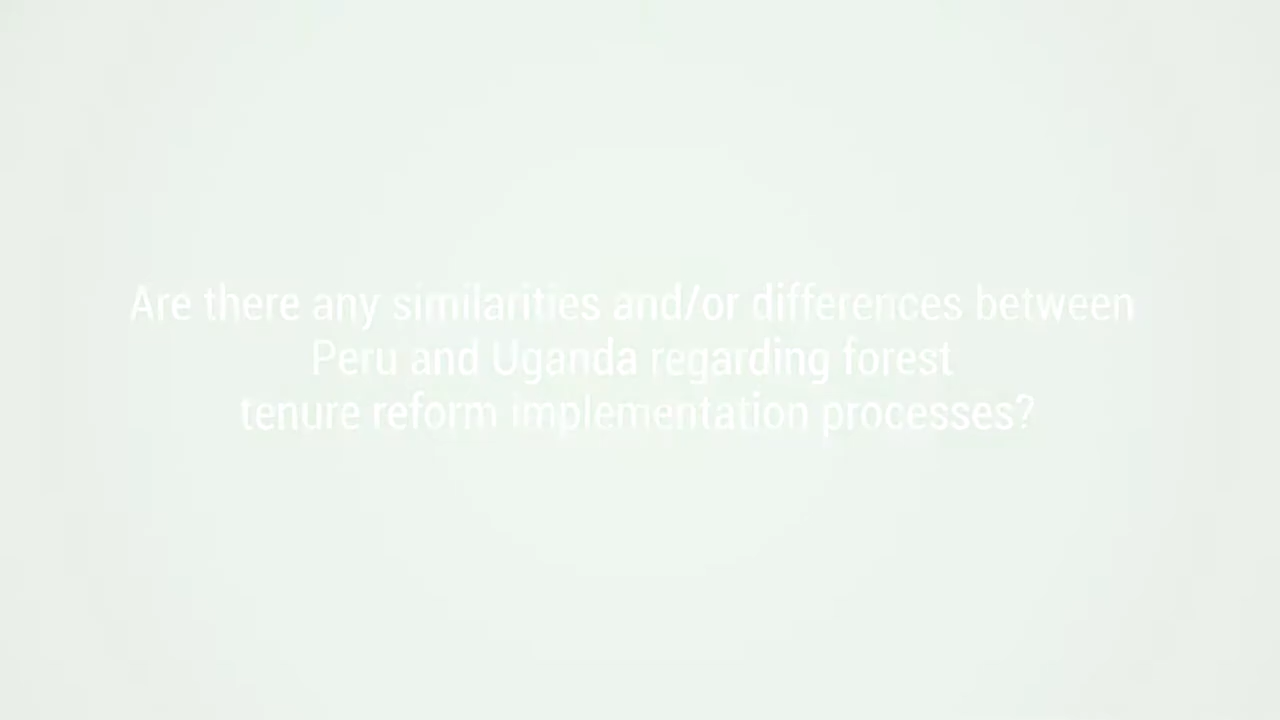 Are there any similarities and/or differences between
Peru and Uganda regarding forest
tenure reform implementation processes?